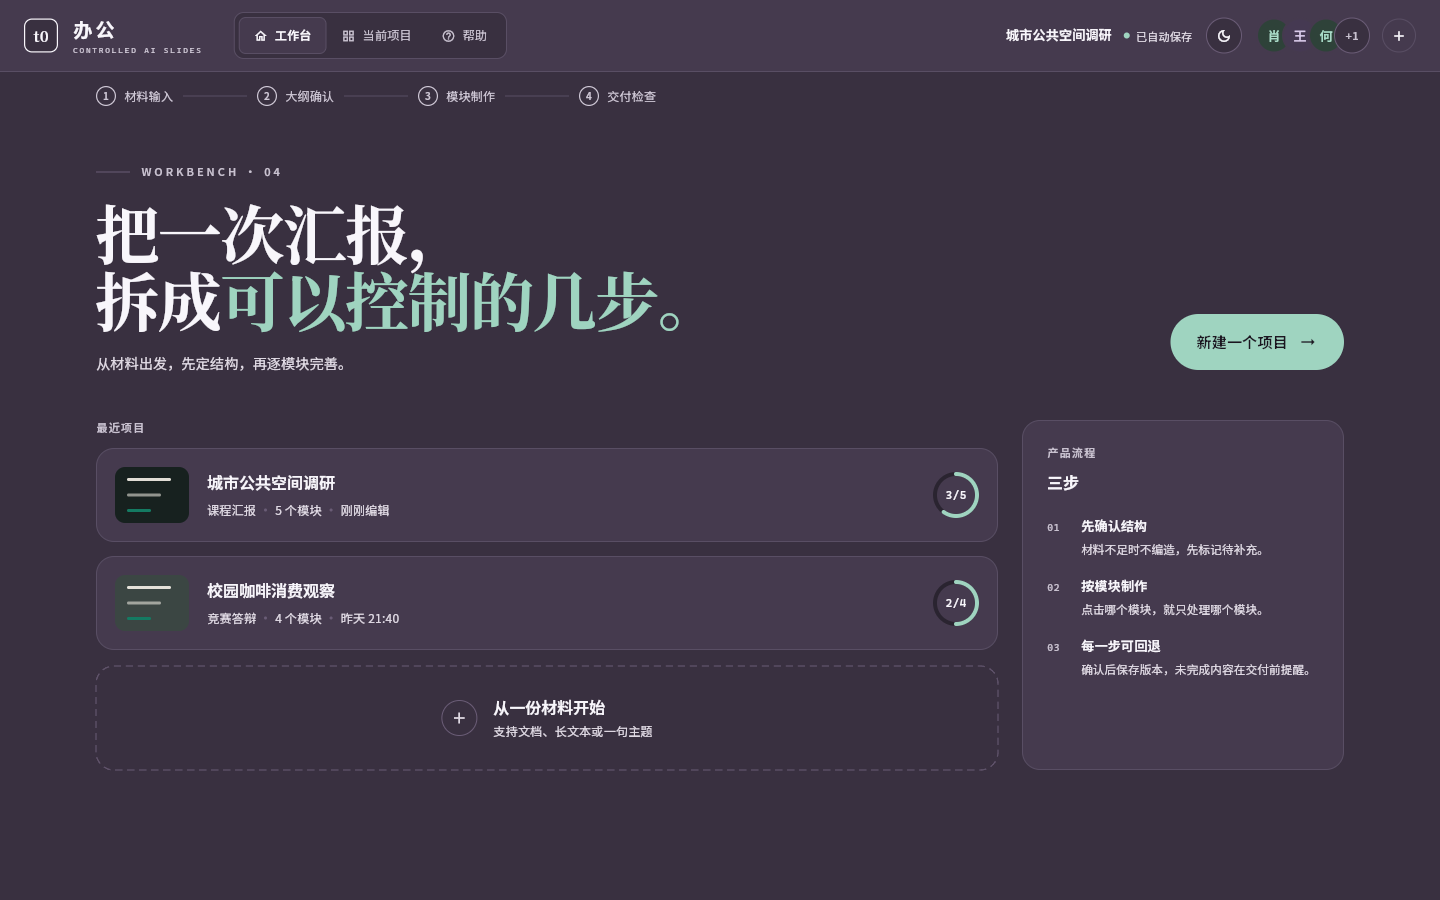 t0
办公
CONTROLLED AI SLIDES
工作台
当前项目
帮助
城市公共空间调研
已自动保存
肖
王
何
+1
1 材料输入
2 大纲确认
3 模块制作
4 交付检查
WORKBENCH · 04
把一次汇报，
拆成可以控制的几步。
从材料出发，先定结构，再逐模块完善。
新建一个项目 →
最近项目
城市公共空间调研
课程汇报 · 5 个模块 · 刚刚编辑
3/5
校园咖啡消费观察
竞赛答辩 · 4 个模块 · 昨天 21:40
2/4
从一份材料开始
支持文档、长文本或一句主题
产品流程
三步
01 先确认结构
材料不足时不编造，先标记待补充。
02 按模块制作
点击哪个模块，就只处理哪个模块。
03 每一步可回退
确认后保存版本，未完成内容在交付前提醒。